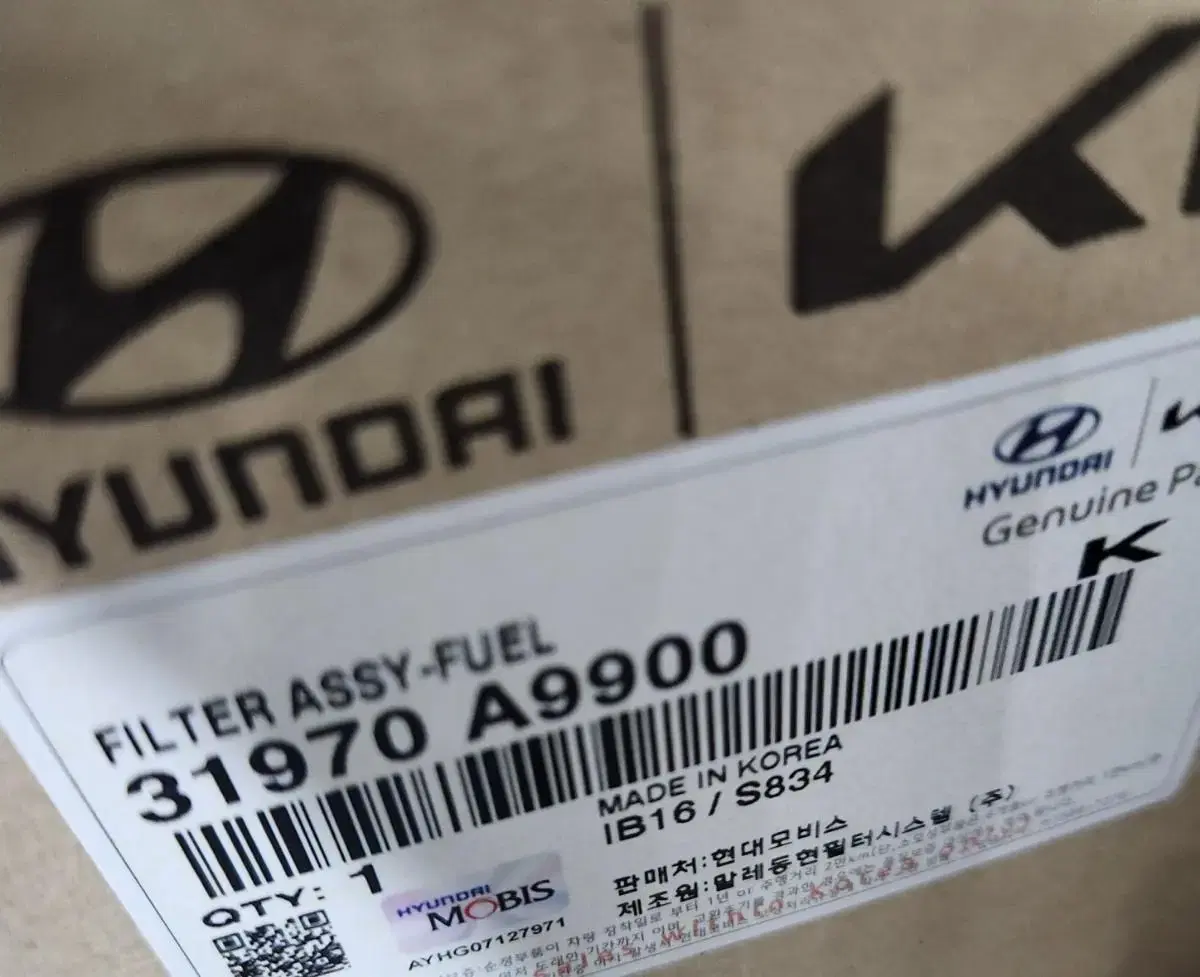 HYUNDAI
HYUNDAI
Genuine
K
FILTER ASSY-FUEL
31970 A9900
MADE IN KOREA
IB16 / S834
QTY: 1
판매처:현대모비스
제조원:말레동현필터시스템 (주)
HYUNDAI
MOBIS
AYHG07127971